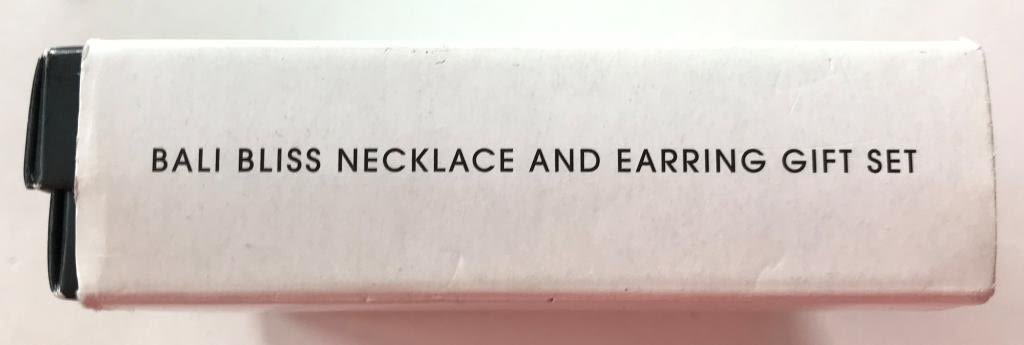 BALI BLISS NECKLACE AND EARRING GIFT SET